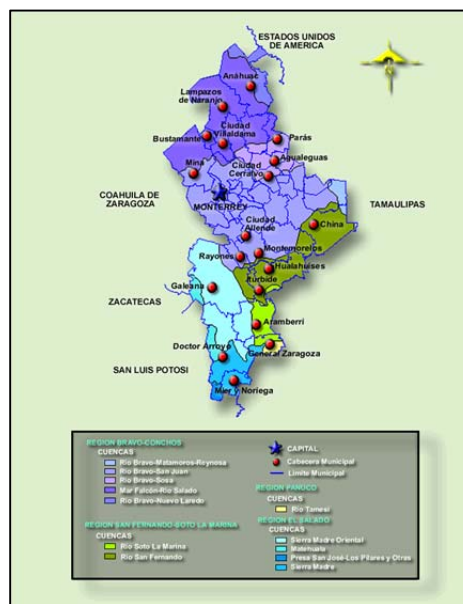 ESTADOS UNIDOS
DE AMERICA
Anáhuac
Lampazos
de Naranjo
Ciudad
Villaldama
Bustamante
Parás
Agualeguas
Mina
Ciudad
Cerralvo
COAHUILA DE
ZARAGOZA
MONTERREY
TAMAULIPAS
Ciudad
Allende
China
Rayones
Montemorelos
Hualahuises
Galeana
Iturbide
ZACATECAS
Aramberri
Doctor Arroyo
General Zaragoza
SAN LUIS POTOSI
Mier y Noriega
REGION BRAVO-CONCHOS
CUENCAS
Río Bravo-Matamoros-Reynosa
Río Bravo-San Juán
Río Bravo-Sosa
Mar Falcón-Río Salado
Río Bravo-Nuevo Laredo
CAPITAL
Cabecera Municipal
Límite Municipal
REGION PANUCO
CUENCAS
Río Tamesí
REGION SAN FERNANDO-SOTO LA MARINA
CUENCAS
Río Soto La Marina
Río San Fernando
REGION EL SALADO
CUENCAS
Sierra Madre Oriental
Matehuala
Presa San José-Los Pilares y Otros
Sierra Madre